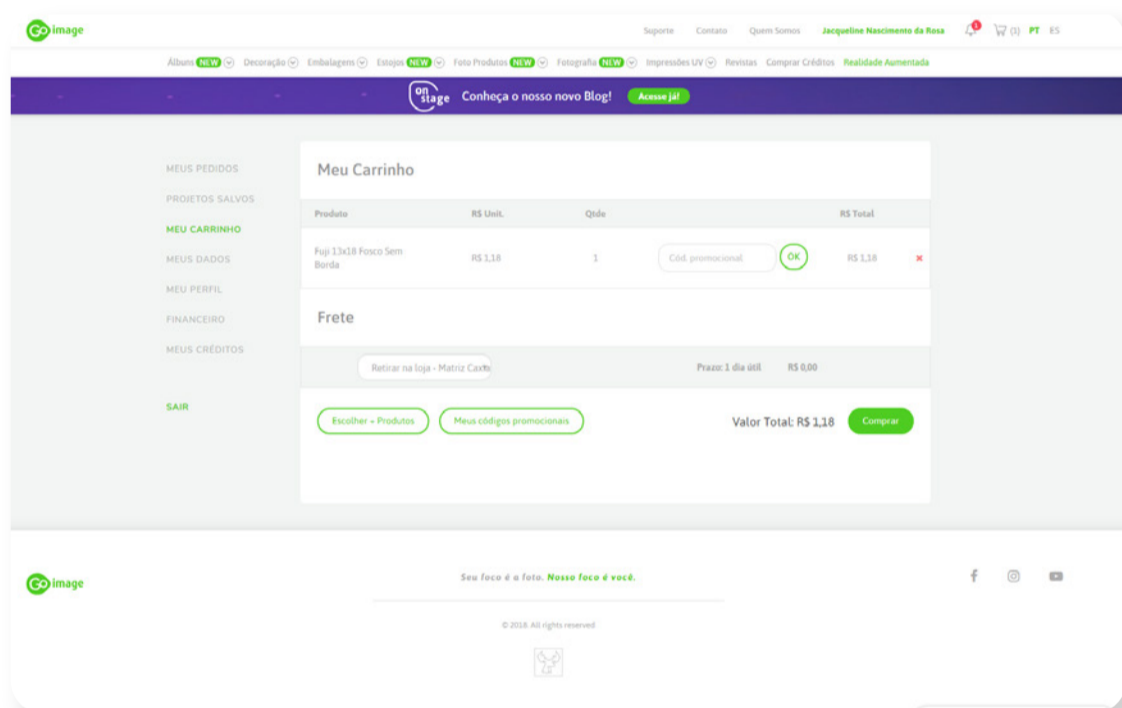 Go image
Suporte Contato Quem Somos Jacqueline Nascimento da Rosa 1 (1) PT ES
Álbuns NEW Decoração Embalagens Estojos NEW Foto Produtos NEW Fotografia NEW Impressões UV Revistas Comprar Créditos Realidade Aumentada
on stage Conheça o nosso novo Blog! Acesse já!
MEUS PEDIDOS
PROJETOS SALVOS
MEU CARRINHO
MEUS DADOS
MEU PERFIL
FINANCEIRO
MEUS CRÉDITOS
SAIR
Meu Carrinho
Produto R$ Unit. Qtde R$ Total
Fuji 13x18 Fosco Sem
Borda
R$ 1,18 1 Cód. promocional OK R$ 1,18
Frete
Retirar na loja - Matriz Prazo: 1 dia útil R$ 0,00
Escolher + Produtos Meus códigos promocionais Valor Total: R$ 1,18 Comprar
Go image
Seu foco é a foto. Nosso foco é você.
© 2018. All rights reserved